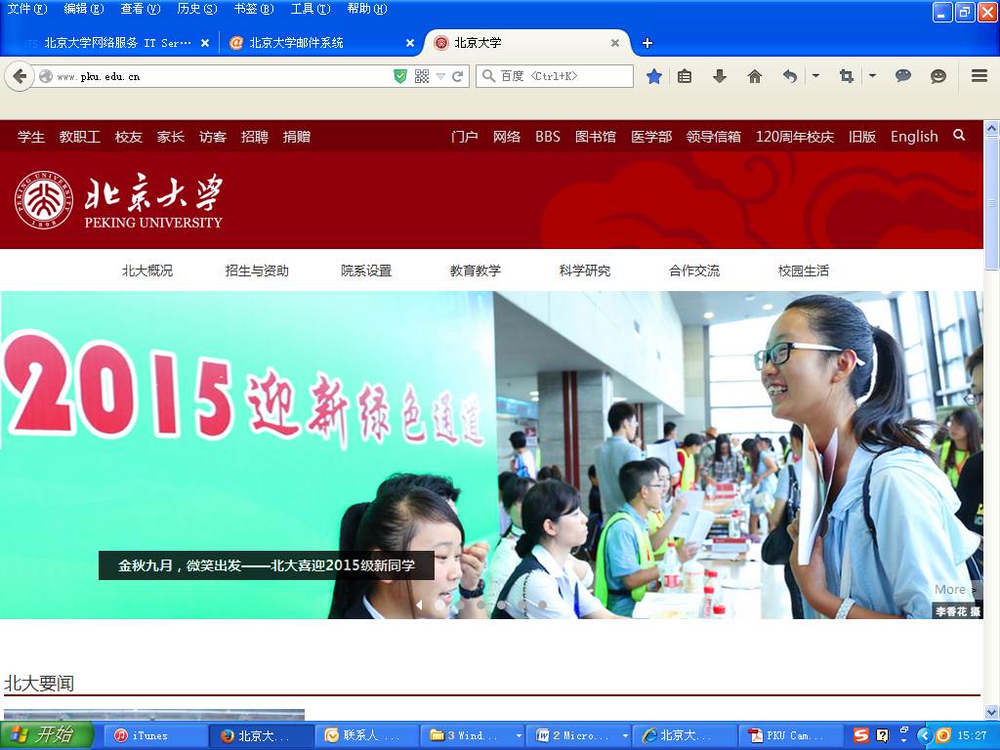 文件(F) 编辑(E) 查看(V) 历史(S) 书签(B) 工具(T) 帮助(H)
ITS 北京大学网络服务 IT Ser… 北京大学邮件系统 北京大学
www.pku.edu.cn 百度 <Ctrl+K>
学生 教职工 校友 家长 访客 招聘 捐赠 门户 网络 BBS 图书馆 医学部 领导信箱 120周年校庆 旧版 English
PEKING UNIVERSITY
1898
北京大学
PEKING UNIVERSITY
北大概况 招生与资助 院系设置 教育教学 科学研究 合作交流 校园生活
2015迎新绿色通道
金秋九月，微笑出发——北大喜迎2015级新同学
More >
李香花 摄
北大要闻
开始 iTunes 北京大... 联系人 ... 3 Wind... 2 Micro... 北京大... PKU Cam... 15:27